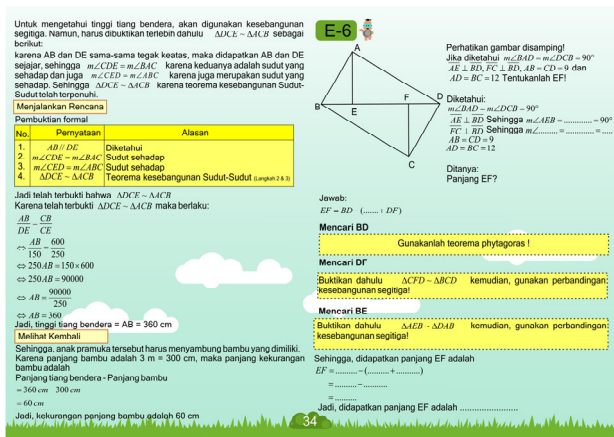 Untuk mengetahui tinggi tiang bendera, akan digunakan kesebangunan
segitiga. Namun, harus dibuktikan terlebih dahulu ΔDCE ~ ΔACB sebagai
berikut:
karena AB dan DE sama-sama tegak keatas, maka didapatkan AB dan DE
sejajar, sehingga m∠CDE = m∠BAC karena keduanya adalah sudut yang
sehadap dan juga m∠CED = m∠ABC karena juga merupakan sudut yang
sehadap. Sehingga ΔDCE ~ ΔACB karena teorema kesebangunan Sudut-
Sudut telah terpenuhi.
Menjalankan Rencana
Pembuktian formal
No. Pernyataan Alasan
1. AB // DE Diketahui
2. m∠CDE = m∠BAC Sudut sehadap
3. m∠CED = m∠ABC Sudut sehadap
4. ΔDCE ~ ΔACB Teorema kesebangunan Sudut-Sudut (Langkah 2 & 3)
Jadi telah terbukti bahwa ΔDCE ~ ΔACB
Karena telah terbukti ΔDCE ~ ΔACB maka berlaku:
AB/DE = CB/CE
⇔ AB/150 = 600/250
⇔ 250AB = 150×600
⇔ 250AB = 90000
⇔ AB = 90000/250
⇔ AB = 360
Jadi, tinggi tiang bendera = AB = 360 cm
Melihat Kembali
Sehingga, anak pramuka tersebut harus menyambung bambu yang dimiliki.
Karena panjang bambu adalah 3 m = 300 cm, maka panjang kekurangan
bambu adalah
Panjang tiang bendera - Panjang bambu
= 360 cm 300 cm
= 60 cm
Jadi, kekurangan panjang bambu adalah 60 cm
E-6
A
B
E
F
D
C
Perhatikan gambar disamping!
Jika diketahui m∠BAD = m∠DCB = 90°
AE ⊥ BD, FC ⊥ BD, AB = CD = 9 dan
AD = BC = 12 Tentukanlah EF!
Diketahui:
m∠BAD = m∠DCB = 90°
AE ⊥ BD Sehingga m∠AEB = ............. = 90°
FC ⊥ BD Sehingga m∠......... = ............ = .....
AB = CD = 9
AD = BC = 12
Ditanya:
Panjang EF?
Jawab:
EF = BD (....... + DF)
Mencari BD
Gunakanlah teorema phytagoras !
Mencari DF
Buktikan dahulu ΔCFD ~ ΔBCD kemudian, gunakan perbandingan
kesebangunan segitiga!
Mencari BE
Buktikan dahulu ΔAEB ~ ΔDAB kemudian, gunakan perbandingan
kesebangunan segitiga!
Sehingga, didapatkan panjang EF adalah
EF = .......... − (.......... + ...........)
= .......... − ...........
= ..........
Jadi, didapatkan panjang EF adalah ........................
34